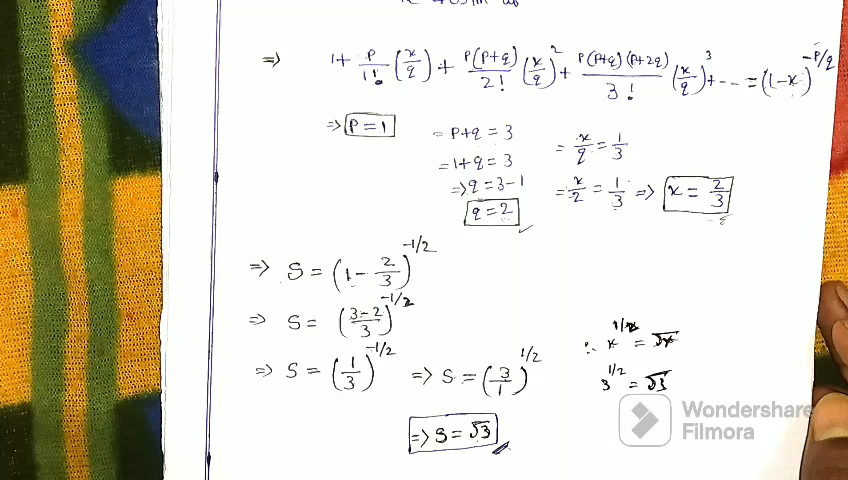 ⇒ 1 + P/1! (x/q) + P(P+q)/2! (x/q)² + P(P+q)(P+2q)/3! (x/q)³ + --- = (1-x)^-P/q
⇒ P = 1
= P+q = 3
= 1+q = 3
⇒ q = 3-1
q = 2
= x/q = 1/3
= x/2 = 1/3 ⇒ x = 2/3
⇒ S = (1 - 2/3)^-1/2
⇒ S = (3-2/3)^-1/2
⇒ S = (1/3)^-1/2 ⇒ S = (3/1)^1/2
⇒ S = √3
∴ x^1/2 = √x
3^1/2 = √3
Wondershare
Filmora